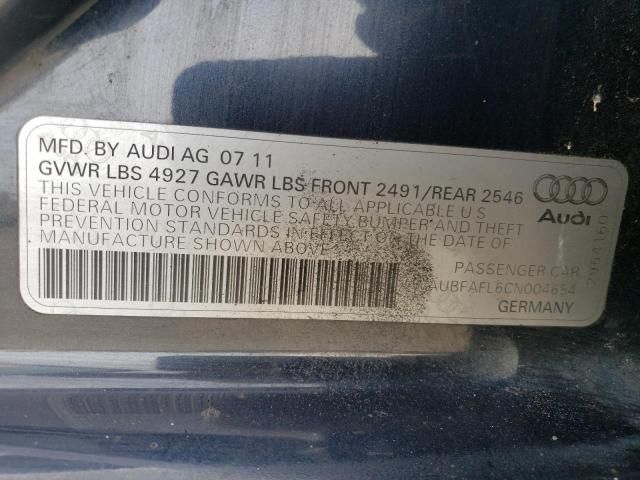 MFD. BY AUDI AG 07 11
GVWR LBS 4927 GAWR LBS FRONT 2491/REAR 2546
THIS VEHICLE CONFORMS TO ALL APPLICABLE U S
FEDERAL MOTOR VEHICLE SAFETY, BUMPER AND THEFT
PREVENTION STANDARDS IN EFFECT ON THE DATE OF
MANUFACTURE SHOWN ABOVE
Audi
PASSENGER CAR
AUBFAFL6CN004654
GERMANY